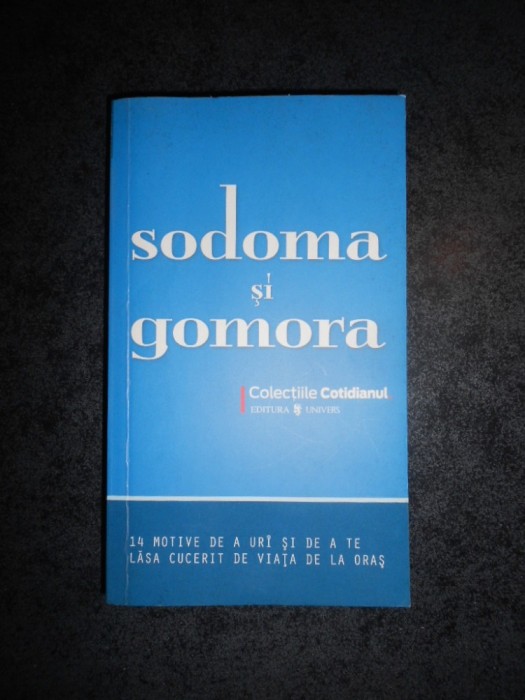 sodoma
și
gomora
Colecțiile Cotidianul
EDITURA UNIVERS
14 MOTIVE DE A URÎ ȘI DE A TE
LĂSA CUCERIT DE VIAȚA DE LA ORAȘ